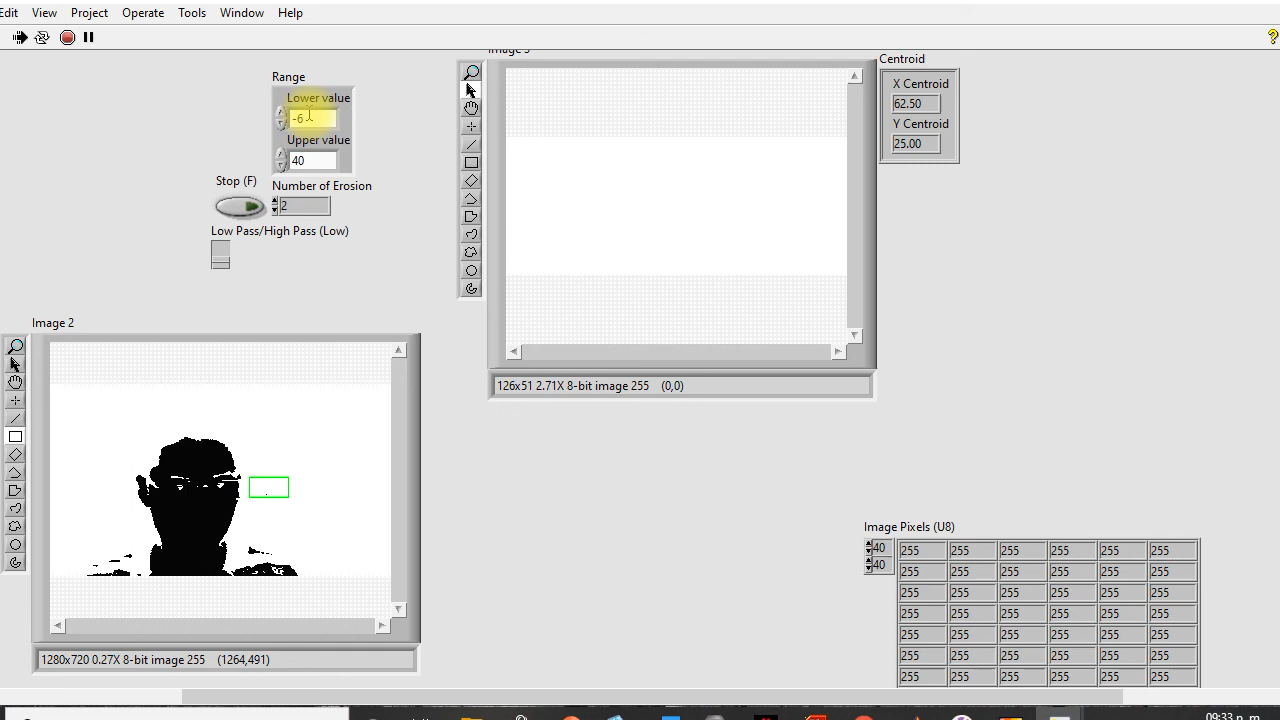 Edit View Project Operate Tools Window Help
?
Image 3
Centroid
X Centroid
62.50
Y Centroid
25.00
Range
Lower value
-6
Upper value
40
Stop (F)
Number of Erosion
2
Low Pass/High Pass (Low)
126x51 2.71X 8-bit image 255 (0,0)
Image 2
1280x720 0.27X 8-bit image 255 (1264,491)
Image Pixels (U8)
40
40
255 255 255 255 255 255
255 255 255 255 255 255
255 255 255 255 255 255
255 255 255 255 255 255
255 255 255 255 255 255
255 255 255 255 255 255
255 255 255 255 255 255
09:33 p. m.